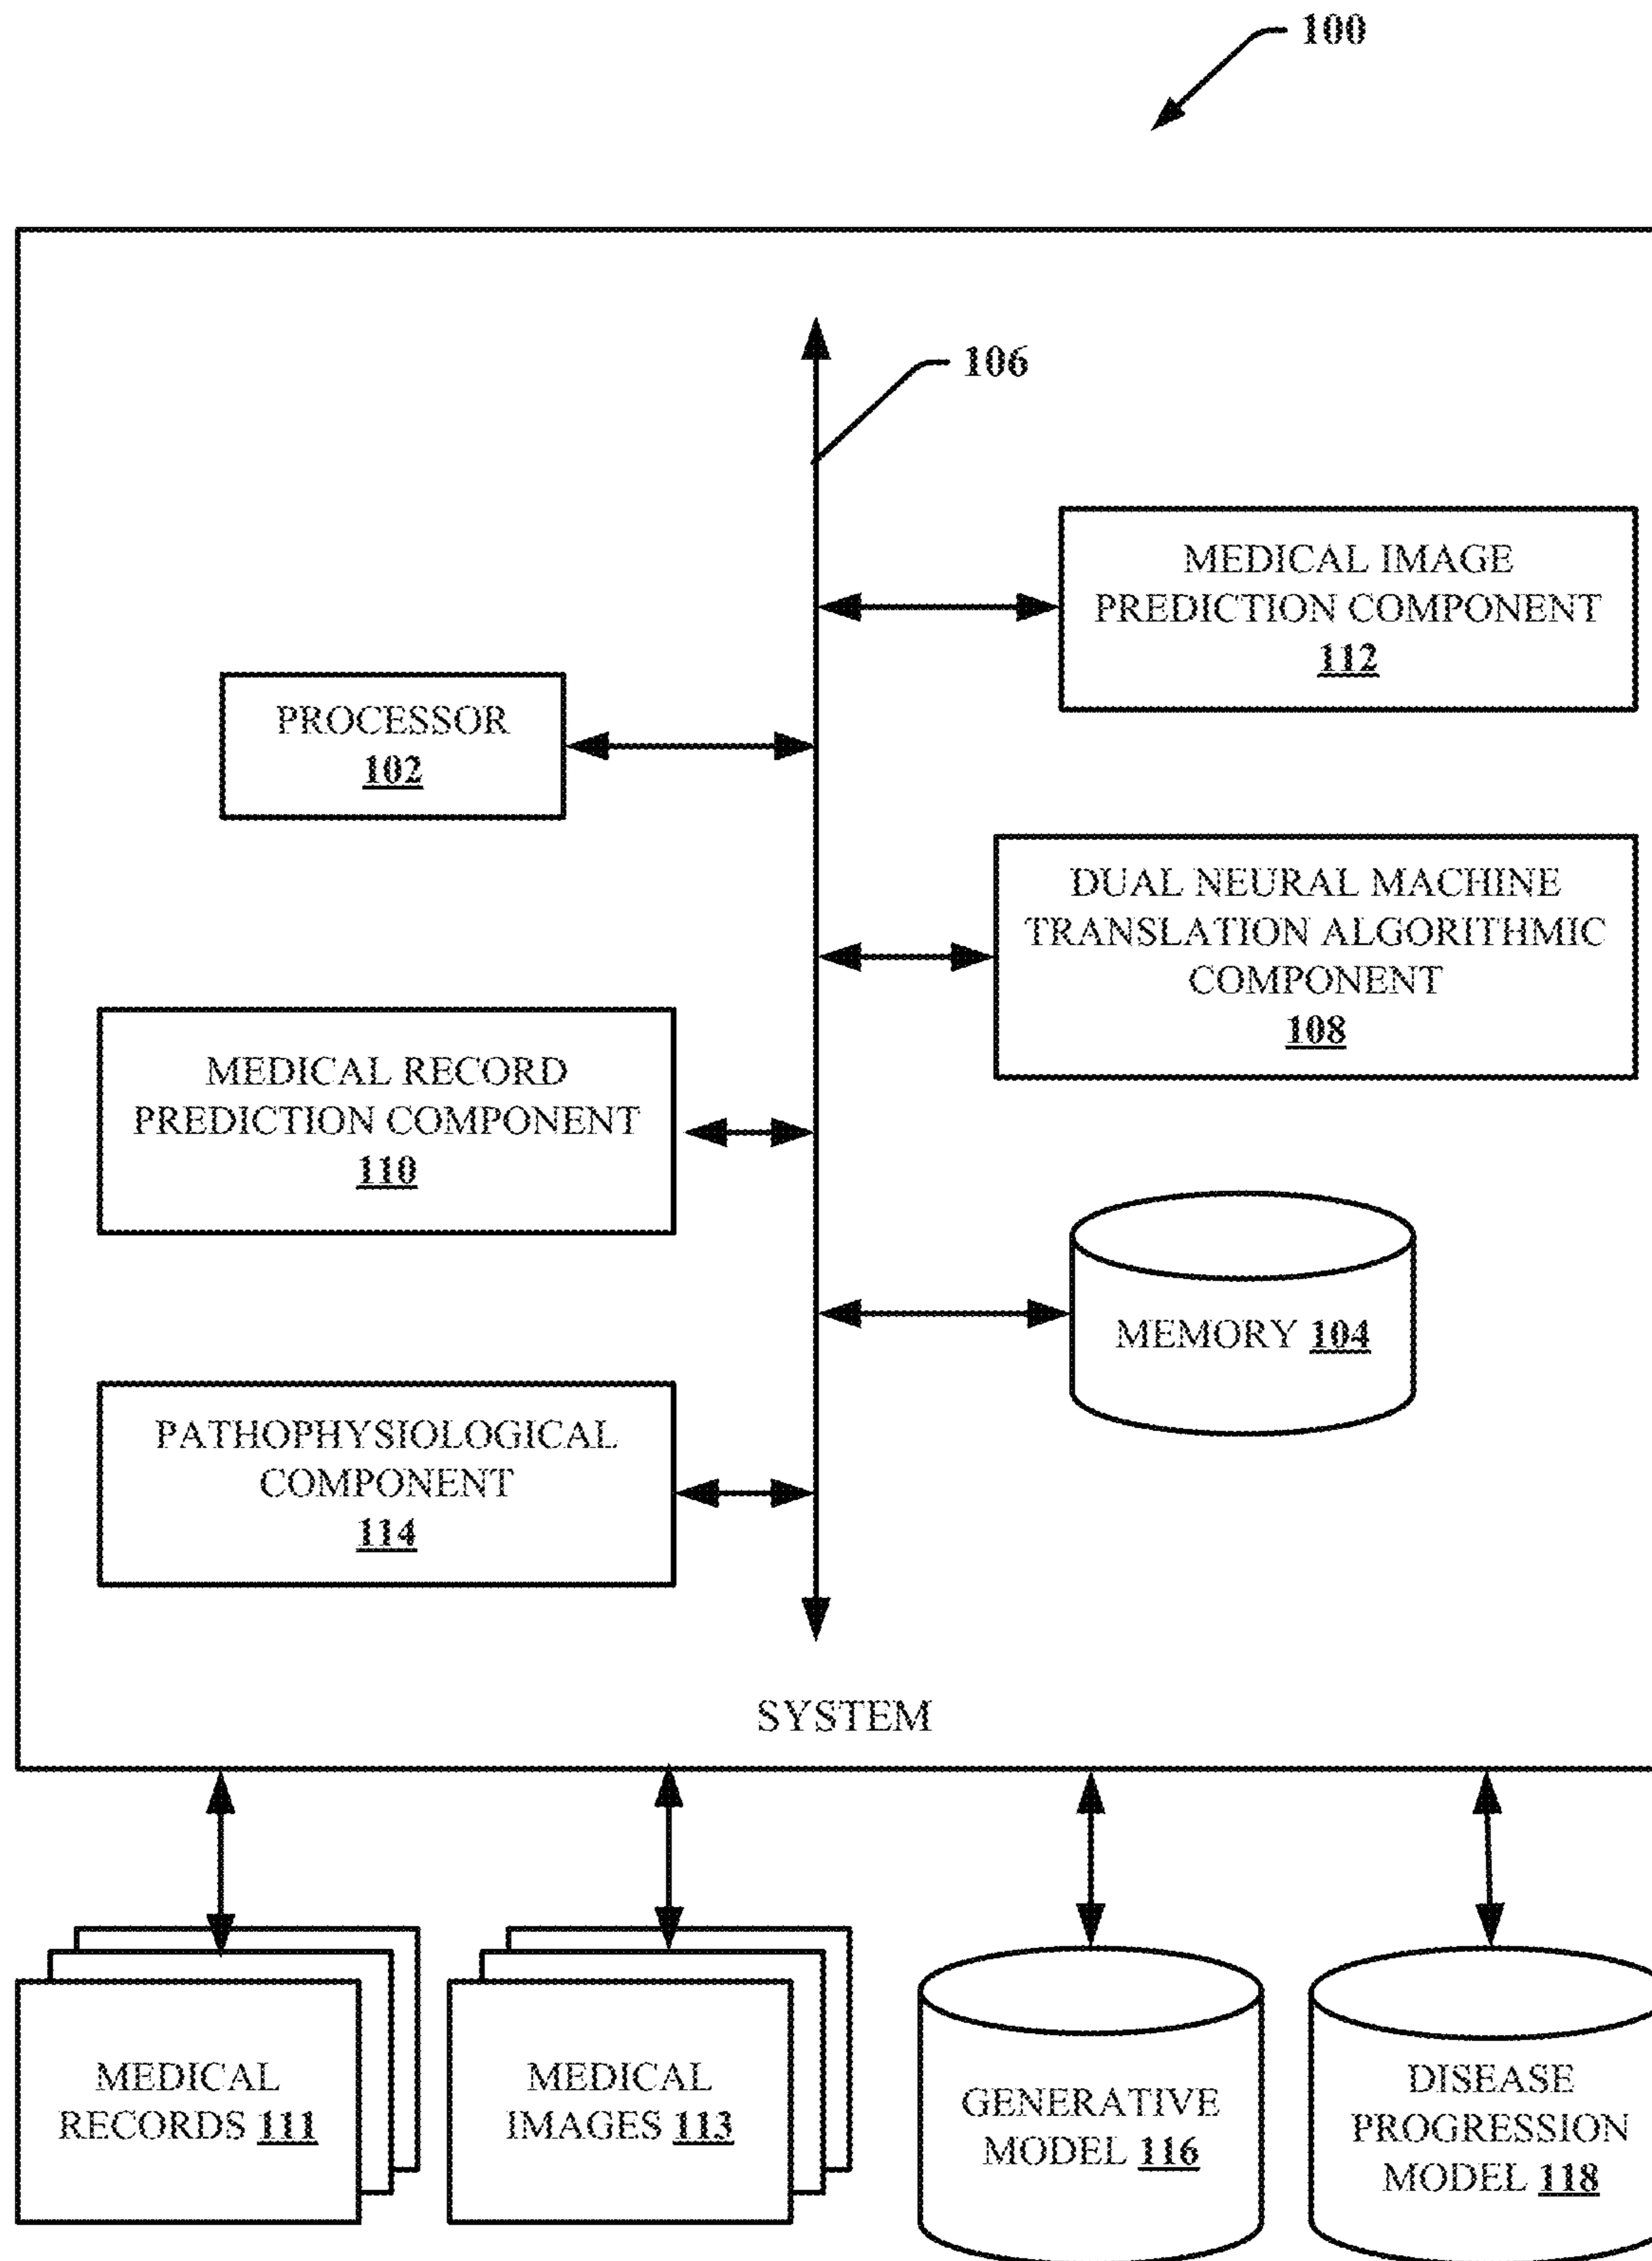 100
106
MEDICAL IMAGE
PREDICTION COMPONENT
112
PROCESSOR
102
DUAL NEURAL MACHINE
TRANSLATION ALGORITHMIC
COMPONENT
108
MEDICAL RECORD
PREDICTION COMPONENT
110
MEMORY 104
PATHOPHYSIOLOGICAL
COMPONENT
114
SYSTEM
MEDICAL
RECORDS 111
MEDICAL
IMAGES 113
GENERATIVE
MODEL 116
DISEASE
PROGRESSION
MODEL 118